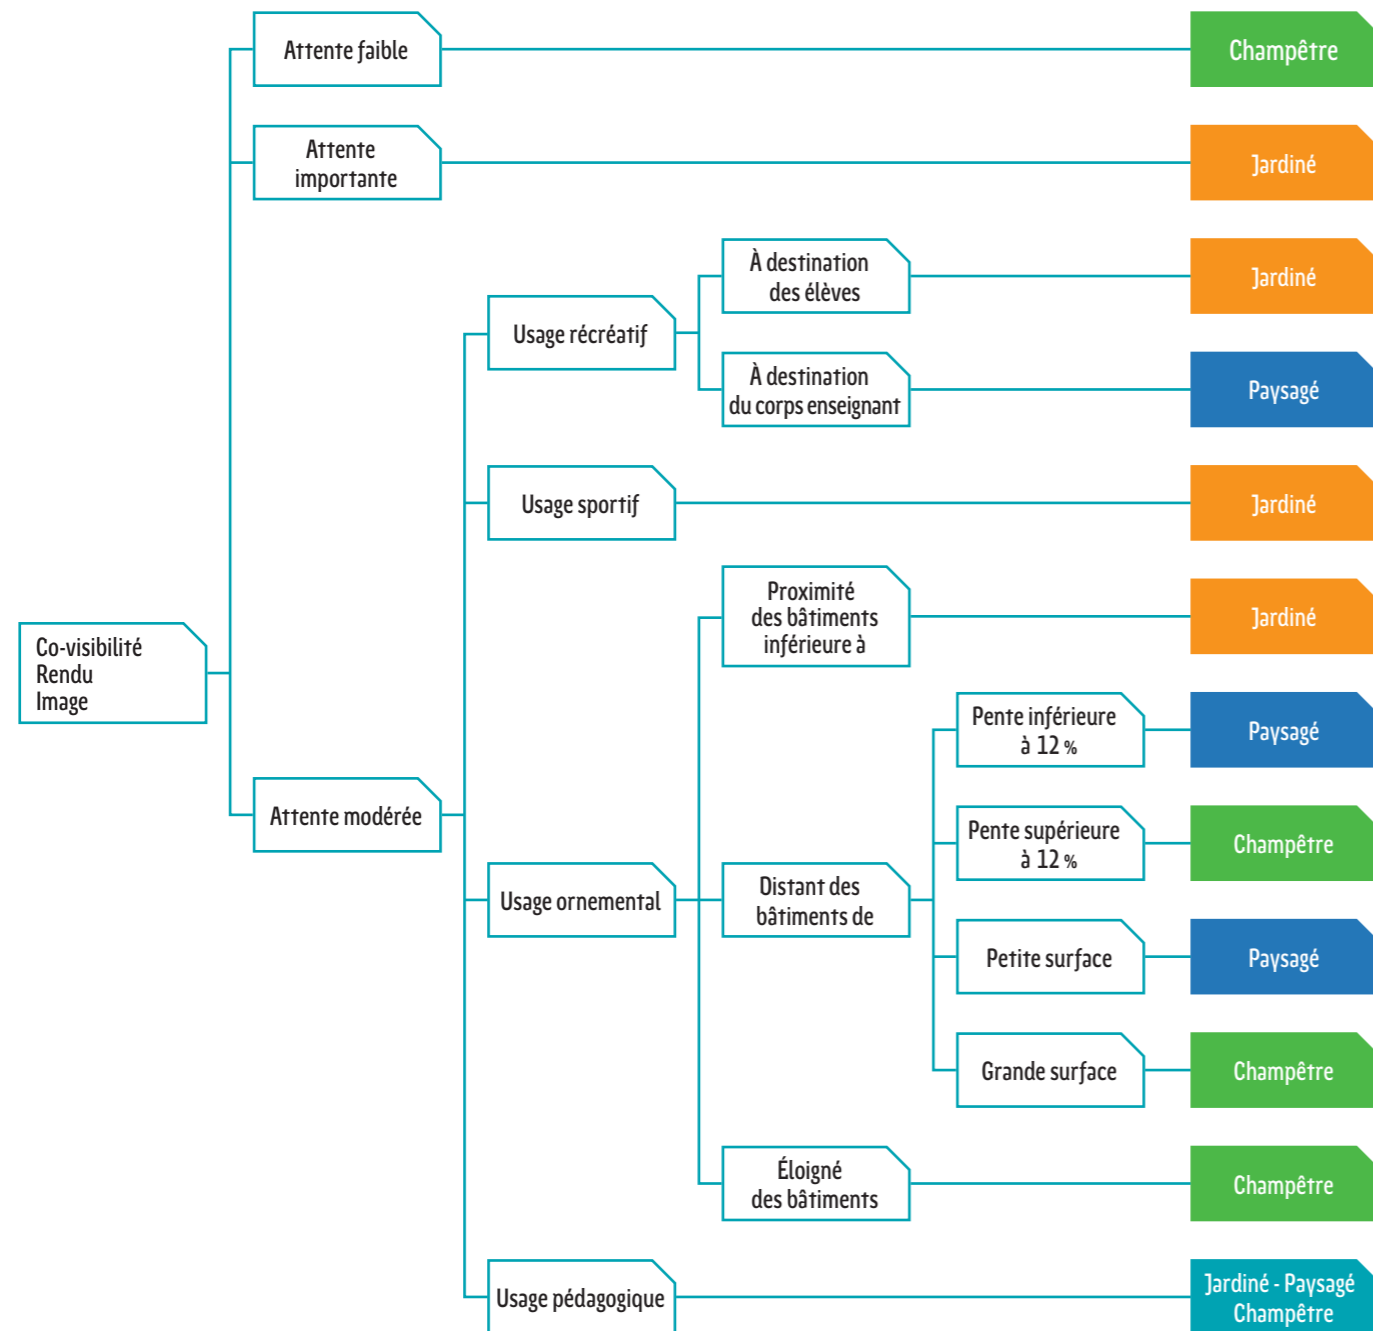 Attente faible
Champêtre
Attente
importante
Jardiné
À destination
des élèves
Jardiné
Usage récréatif
À destination
du corps enseignant
Paysagé
Usage sportif
Jardiné
Proximité
des bâtiments
inférieure à
Jardiné
Co-visibilité
Rendu
Image
Pente inférieure
à 12 %
Paysagé
Attente modérée
Pente supérieure
à 12 %
Champêtre
Usage ornemental
Distant des
bâtiments de
Petite surface
Paysagé
Grande surface
Champêtre
Éloigné
des bâtiments
Champêtre
Usage pédagogique
Jardiné - Paysagé
Champêtre